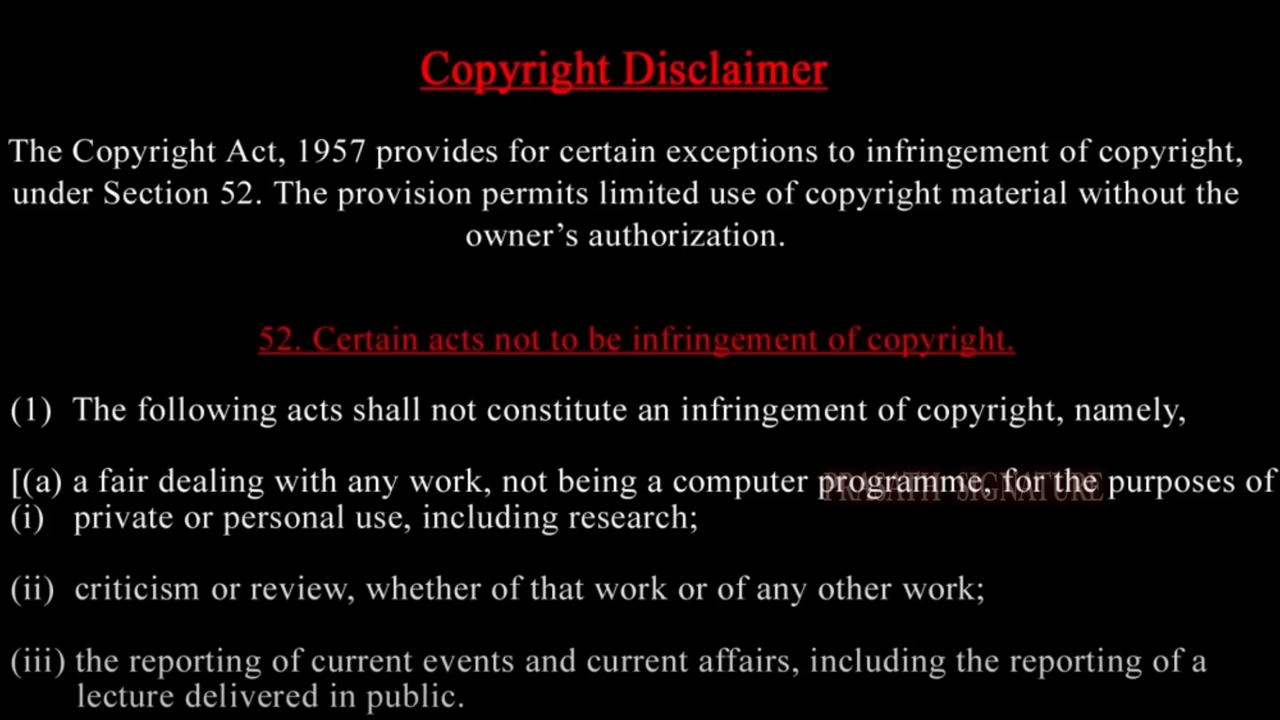 Copyright Disclaimer
The Copyright Act, 1957 provides for certain exceptions to infringement of copyright,
under Section 52. The provision permits limited use of copyright material without the
owner’s authorization.
52. Certain acts not to be infringement of copyright.
(1) The following acts shall not constitute an infringement of copyright, namely,
[(a) a fair dealing with any work, not being a computer programme, for the purposes of
PRASATH SIGNATURE
(i) private or personal use, including research;
(ii) criticism or review, whether of that work or of any other work;
(iii) the reporting of current events and current affairs, including the reporting of a
lecture delivered in public.